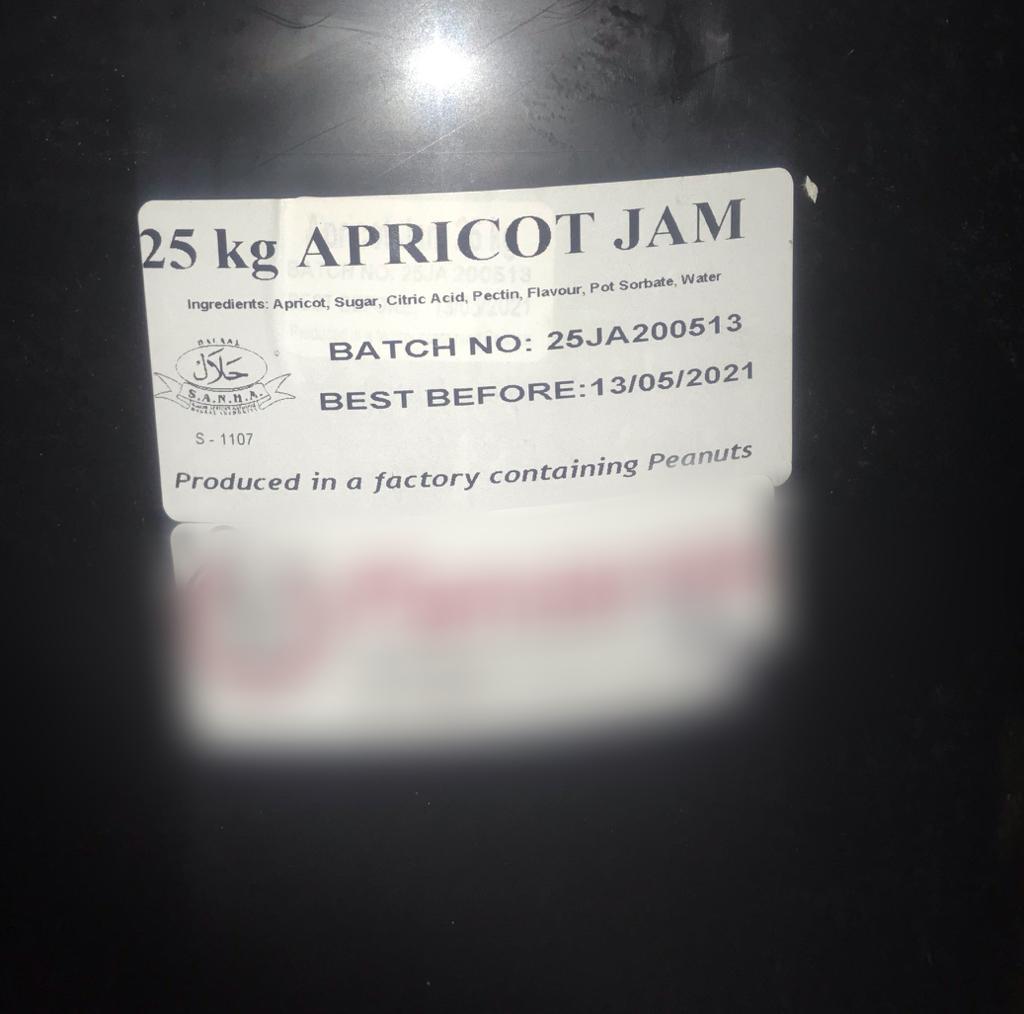 25 kg APRICOT JAM
Ingredients: Apricot, Sugar, Citric Acid, Pectin, Flavour, Pot Sorbate, Water
BATCH NO: 25JA200513
BEST BEFORE:13/05/2021
HALAAL
حلال
S.A.N.H.A.
S - 1107
Produced in a factory containing Peanuts